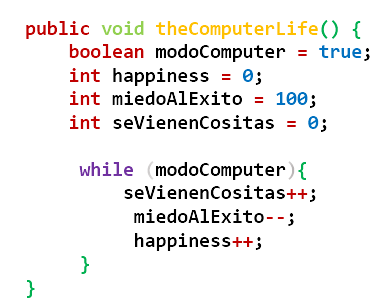 public void theComputerLife() {
boolean modoComputer = true;
int happiness = 0;
int miedoAlExito = 100;
int seVienenCositas = 0;
while (modoComputer){
seVienenCositas++;
miedoAlExito--;
happiness++;
}
}